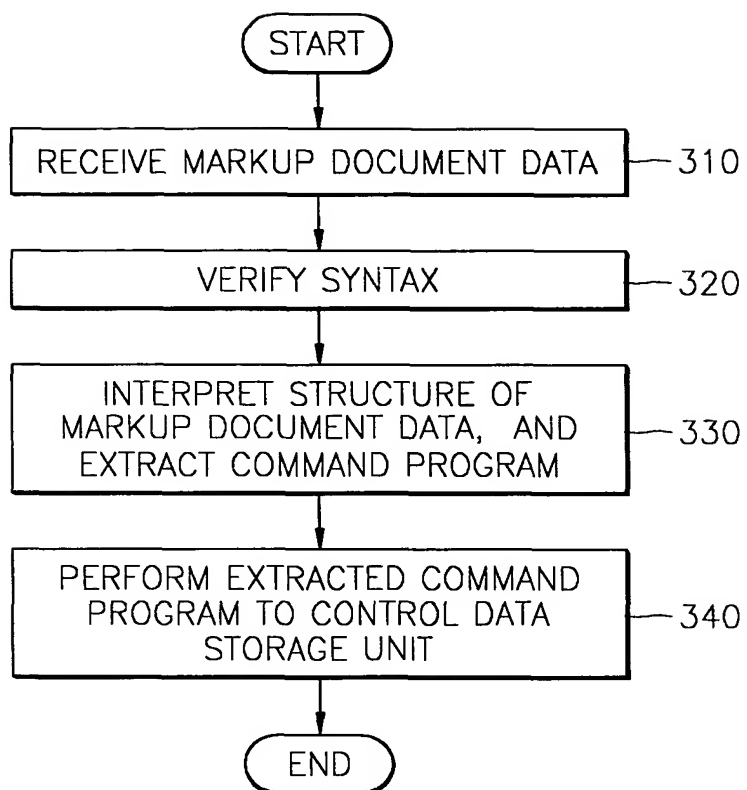 START
RECEIVE MARKUP DOCUMENT DATA
310
VERIFY SYNTAX
320
INTERPRET STRUCTURE OF
MARKUP DOCUMENT DATA, AND
EXTRACT COMMAND PROGRAM
330
PERFORM EXTRACTED COMMAND
PROGRAM TO CONTROL DATA
STORAGE UNIT
340
END